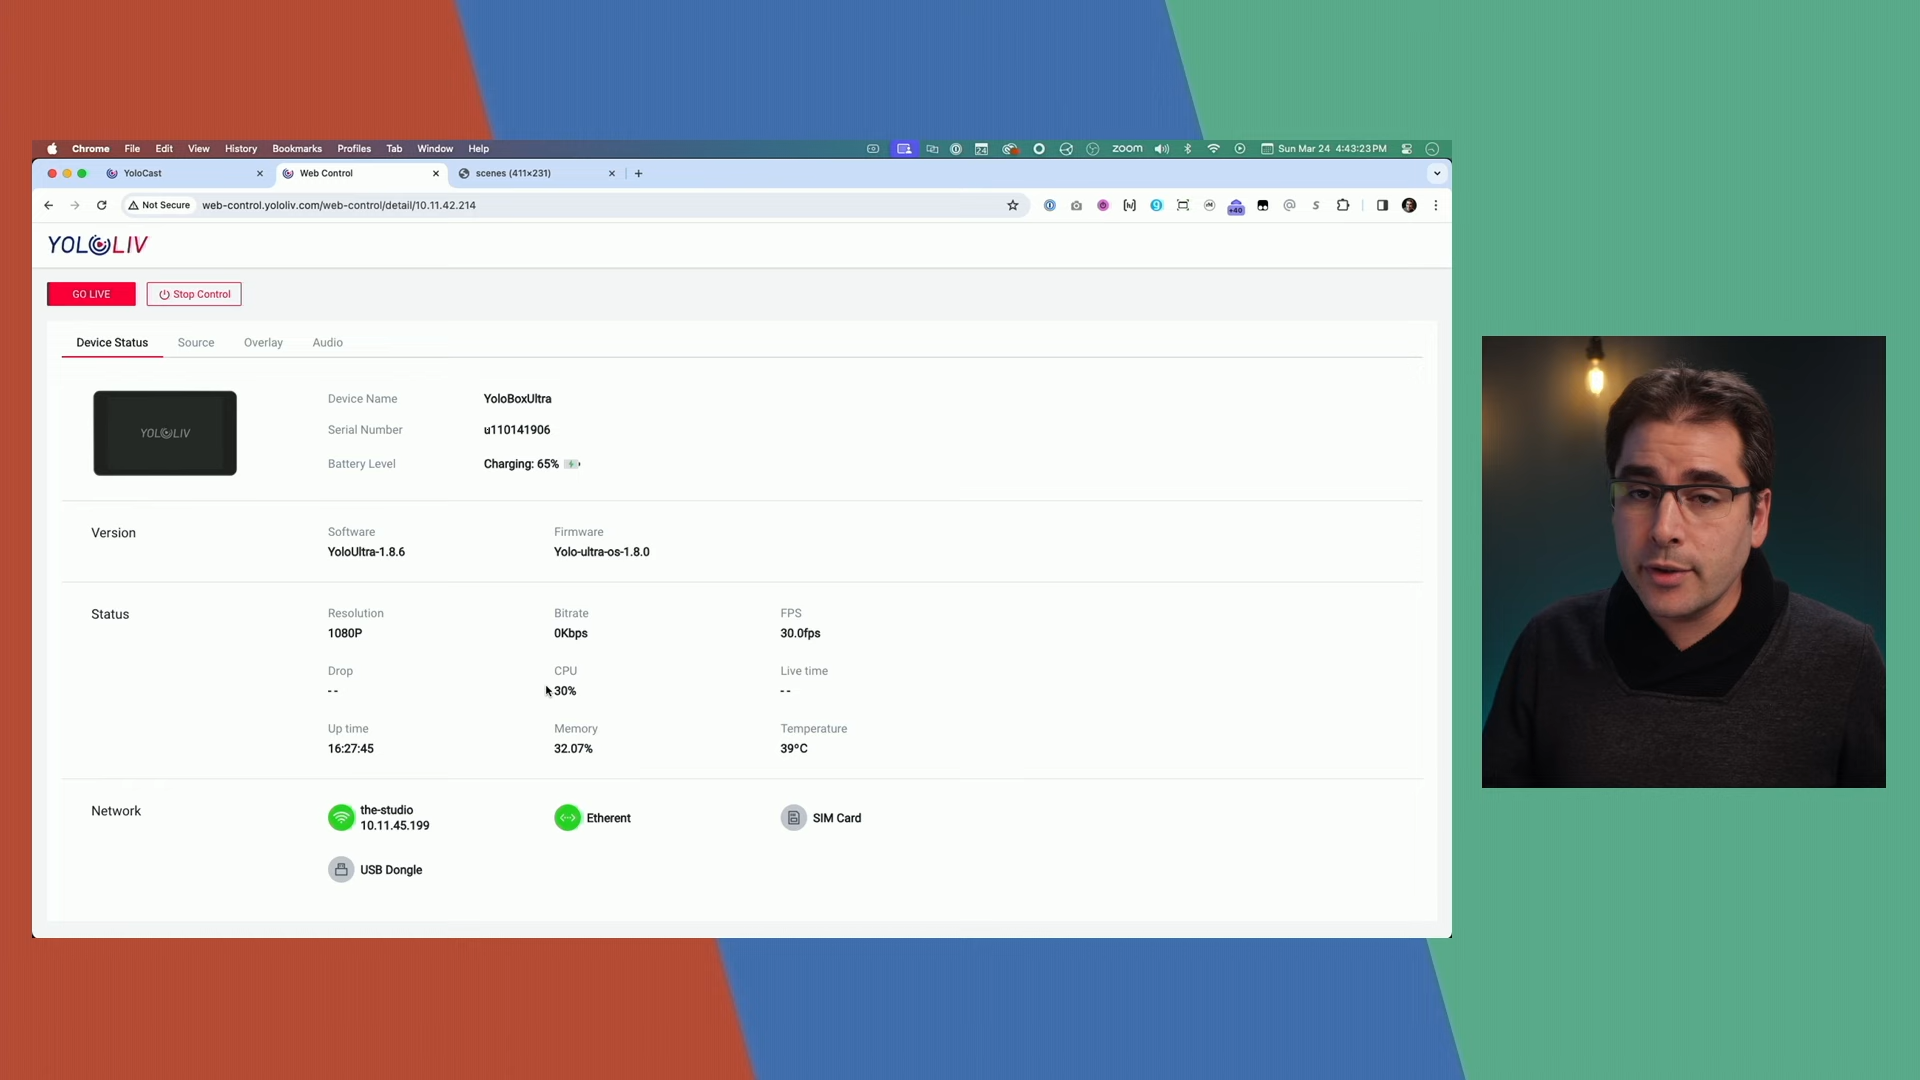 Chrome File Edit View History Bookmarks Profiles Tab Window Help
24 zoom Sun Mar 24 4:43:23 PM
YoloCast Web Control scenes (411×231)
Not Secure web-control.yololiv.com/web-control/detail/10.11.42.214
+40
YOLOLIV
GO LIVE Stop Control
Device Status Source Overlay Audio
YOLOLIV
Device Name YoloBoxUltra
Serial Number u110141906
Battery Level Charging: 65%
Version
Software Firmware
YoloUltra-1.8.6 Yolo-ultra-os-1.8.0
Status
Resolution Bitrate FPS
1080P 0Kbps 30.0fps
Drop CPU Live time
-- 30% --
Up time Memory Temperature
16:27:45 32.07% 39°C
Network
the-studio
10.11.45.199
Etherent
SIM Card
USB Dongle